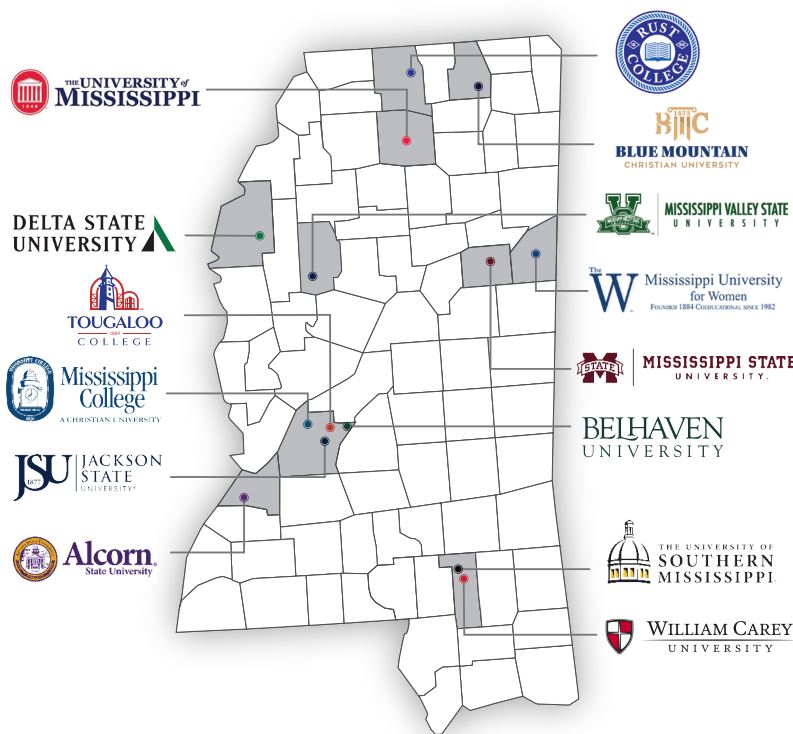 THE UNIVERSITY of
MISSISSIPPI
1848
RUST
COLLEGE
1873
BMC
BLUE MOUNTAIN
CHRISTIAN UNIVERSITY
DELTA STATE
UNIVERSITY
MISSISSIPPI VALLEY STATE
UNIVERSITY
TOUGALOO
1869
COLLEGE
The
W
Mississippi University
for Women
FOUNDED 1884 COEDUCATIONAL SINCE 1982
Mississippi
College
A CHRISTIAN UNIVERSITY
M
STATE
MISSISSIPPI STATE
UNIVERSITY
BELHAVEN
UNIVERSITY
JSU
1877
JACKSON
STATE
UNIVERSITY
Alcorn
State University
THE UNIVERSITY OF
SOUTHERN
MISSISSIPPI
WILLIAM CAREY
UNIVERSITY